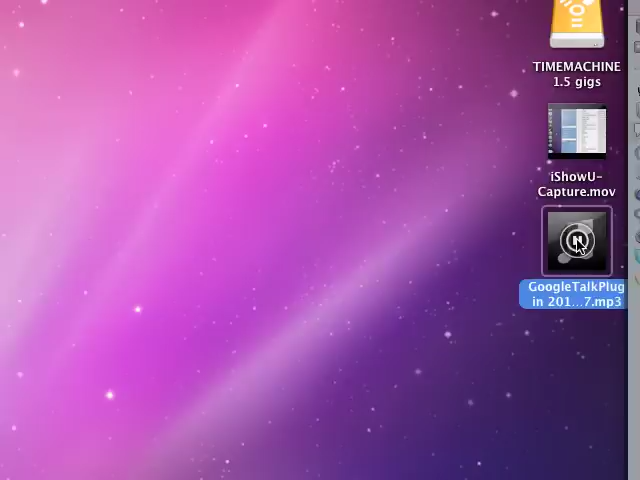 TIMEMACHINE
1.5 gigs
iShowU-
Capture.mov
GoogleTalkPlug
in 201...7.mp3